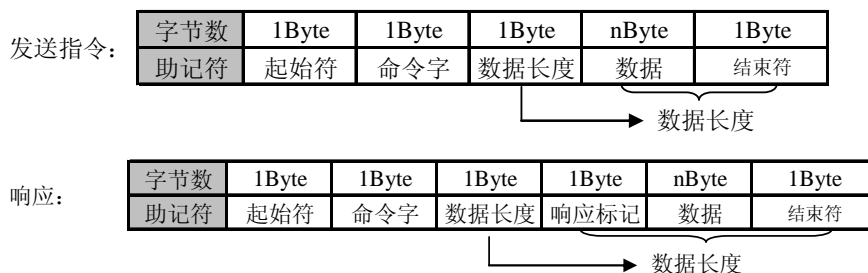 发送指令:
字节数 1Byte 1Byte 1Byte nByte 1Byte
助记符 起始符 命令字 数据长度 数据 结束符
数据长度
响应:
字节数 1Byte 1Byte 1Byte 1Byte nByte 1Byte
助记符 起始符 命令字 数据长度 响应标记 数据 结束符
数据长度